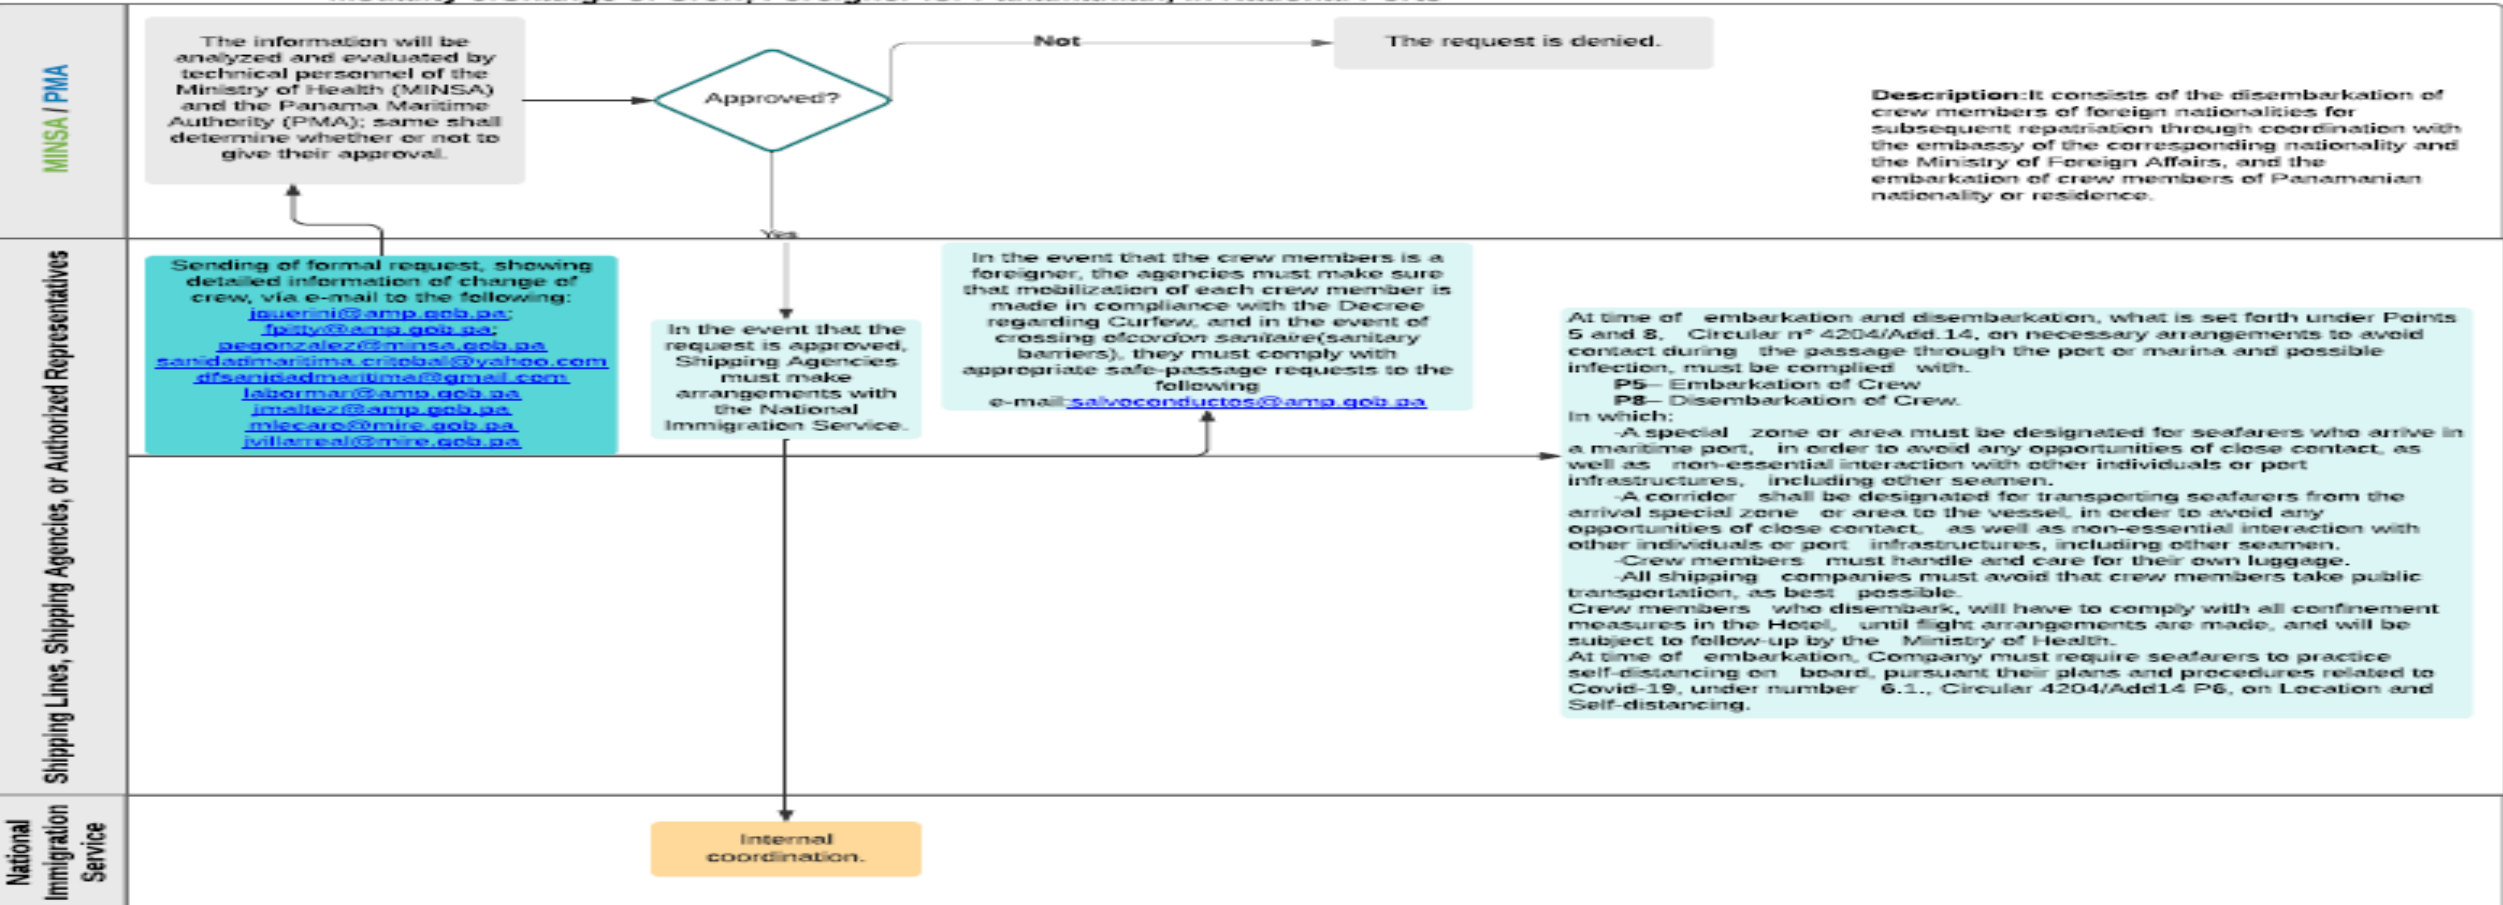 MINSA / PMA
The information will be
analyzed and evaluated by
technical personnel of the
Ministry of Health (MINSA)
and the Panama Maritime
Authority (PMA); same shall
determine whether or not to
give their approval.
Approved?
Not
The request is denied.
Description:It consists of the disembarkation of
crew members of foreign nationalities for
subsequent repatriation through coordination with
the embassy of the corresponding nationality and
the Ministry of Foreign Affairs, and the
embarkation of crew members of Panamanian
nationality or residence.
Yes
Shipping Lines, Shipping Agencies, or Authorized Representatives
Sending of formal request, showing
detailed information of change of
crew, via e-mail to the following:
jguerini@amp.gob.pa;
fpitty@amp.gob.pa;
pegonzalez@minsa.gob.pa
sanidadmaritima.critobal@yahoo.com
dfsanidadmaritima@gmail.com
labormar@amp.gob.pa
jmaltez@amp.gob.pa
mlecaro@mire.gob.pa
jvillarreal@mire.gob.pa
In the event that the
request is approved,
Shipping Agencies
must make
arrangements with
the National
Immigration Service.
In the event that the crew members is a
foreigner, the agencies must make sure
that mobilization of each crew member is
made in compliance with the Decree
regarding Curfew, and in the event of
crossing ofcordon sanitaire(sanitary
barriers), they must comply with
appropriate safe-passage requests to the
following
e-mail:salvoconductos@amp.gob.pa
At time of embarkation and disembarkation, what is set forth under Points
5 and 8, Circular n° 4204/Add.14, on necessary arrangements to avoid
contact during the passage through the port or marina and possible
infection, must be complied with.
P5– Embarkation of Crew
P8– Disembarkation of Crew.
In which:
-A special zone or area must be designated for seafarers who arrive in
a maritime port, in order to avoid any opportunities of close contact, as
well as non-essential interaction with other individuals or port
infrastructures, including other seamen.
-A corridor shall be designated for transporting seafarers from the
arrival special zone or area to the vessel, in order to avoid any
opportunities of close contact, as well as non-essential interaction with
other individuals or port infrastructures, including other seamen.
-Crew members must handle and care for their own luggage.
-All shipping companies must avoid that crew members take public
transportation, as best possible.
Crew members who disembark, will have to comply with all confinement
measures in the Hotel, until flight arrangements are made, and will be
subject to follow-up by the Ministry of Health.
At time of embarkation, Company must require seafarers to practice
self-distancing on board, pursuant their plans and procedures related to
Covid-19, under number 6.1., Circular 4204/Add14 P6, on Location and
Self-distancing.
National
Immigration
Service
Internal
coordination.